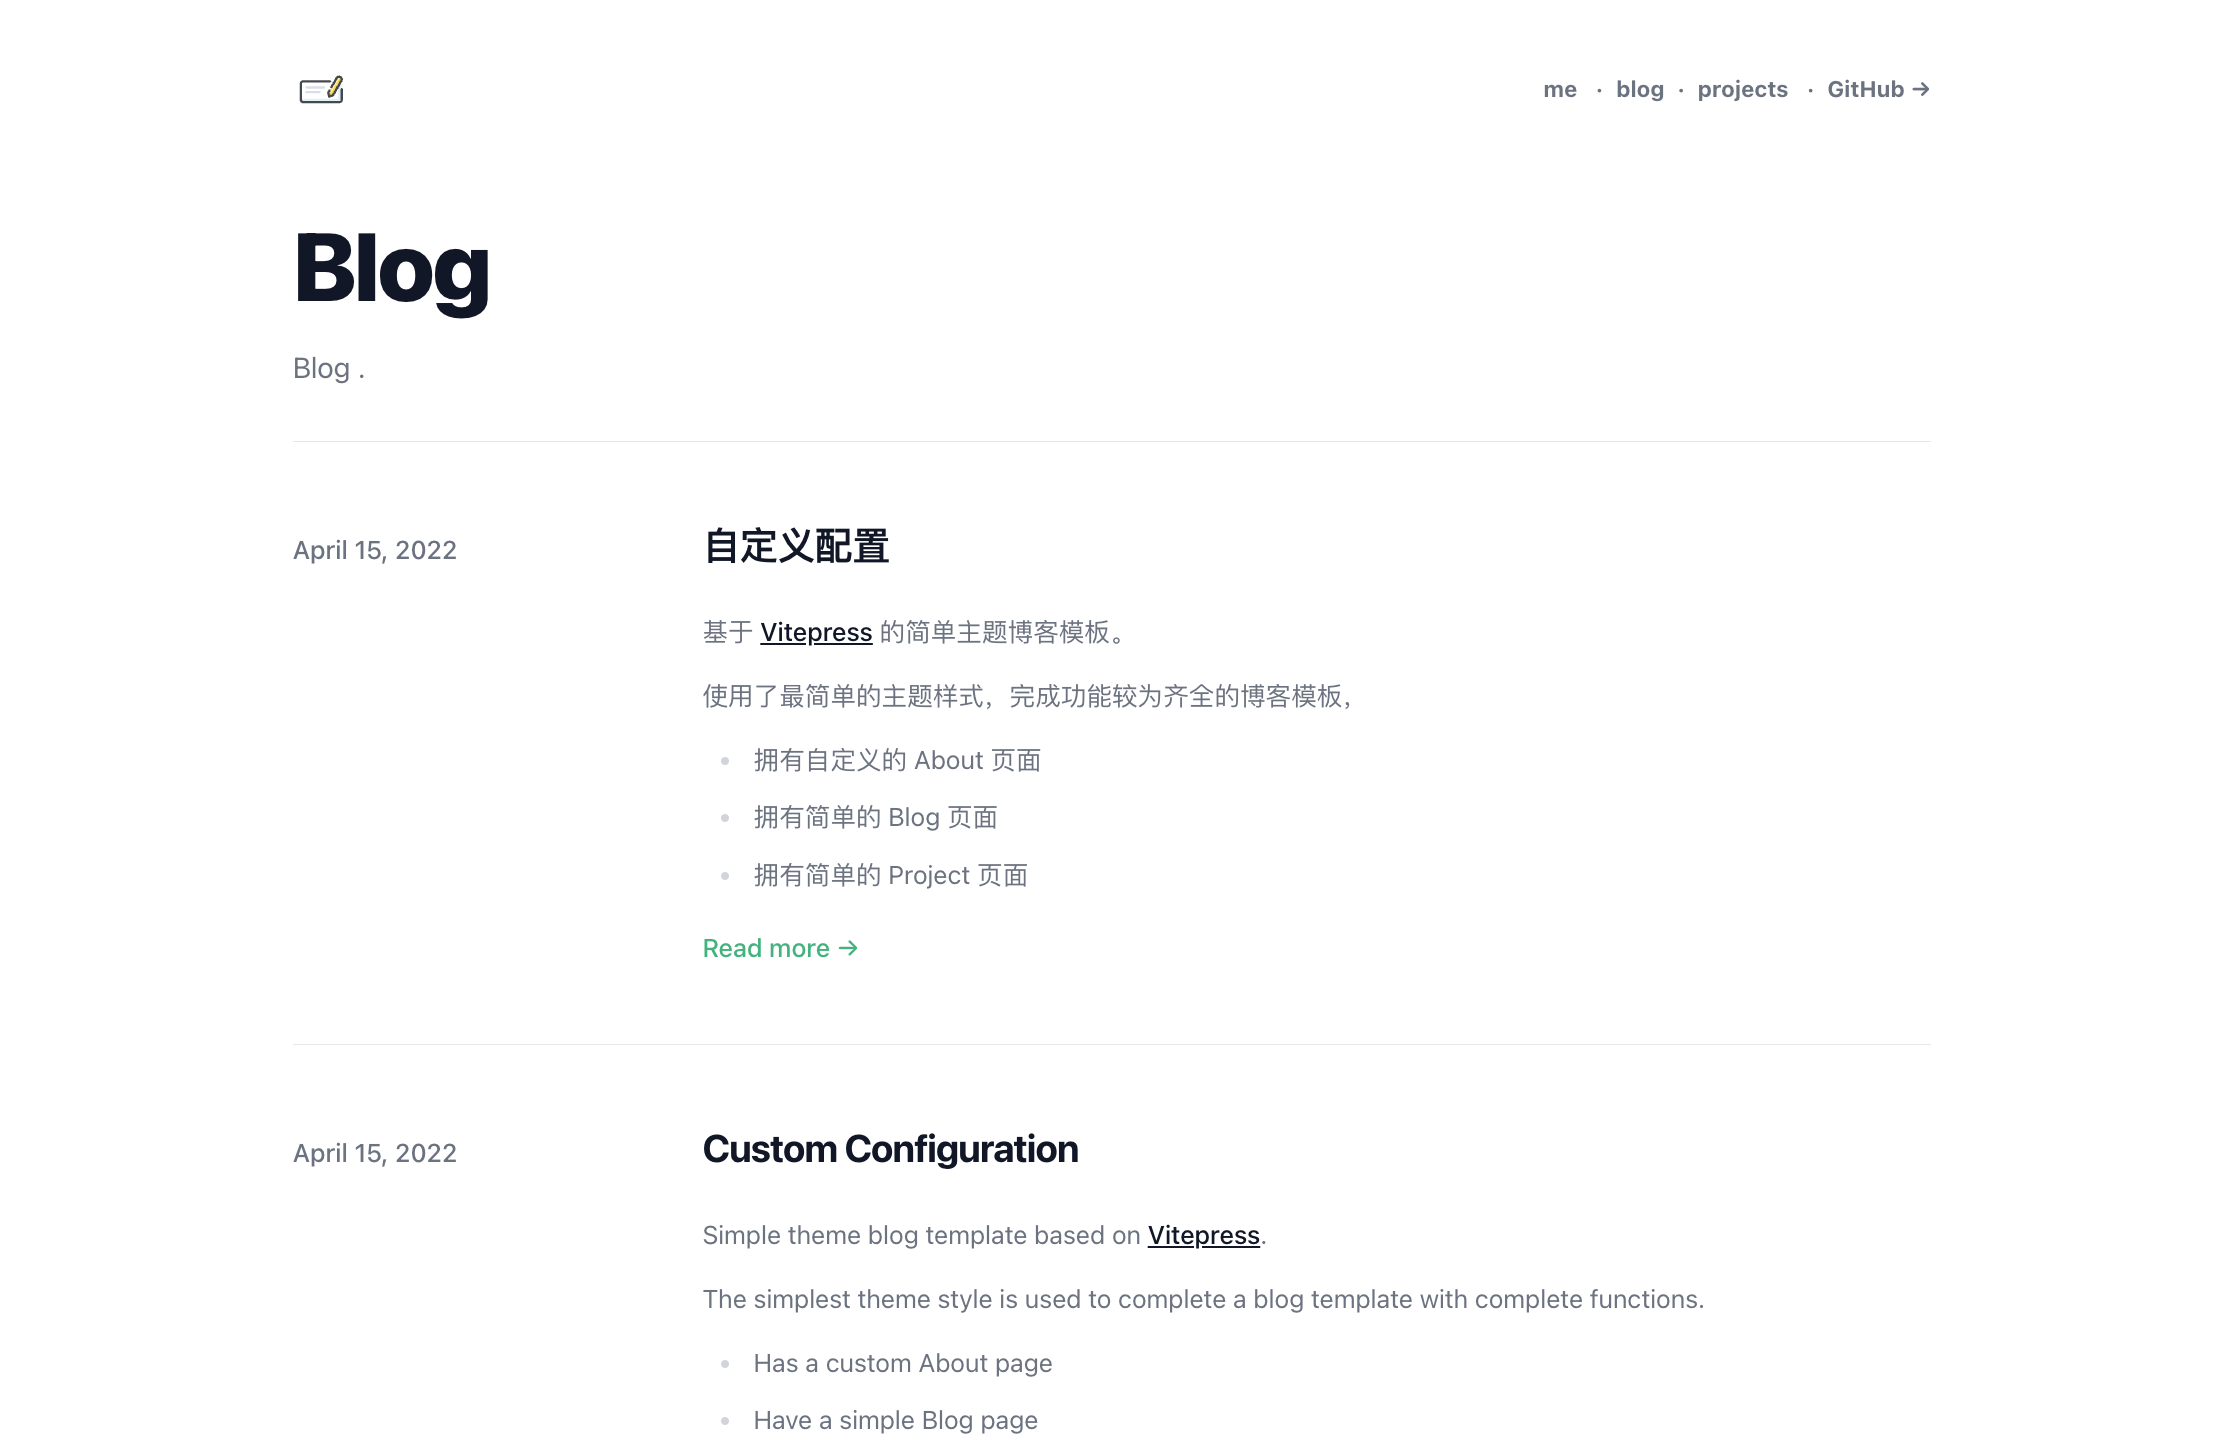 me · blog · projects · GitHub →
Blog
Blog .
April 15, 2022
自定义配置
基于 Vitepress 的简单主题博客模板。
使用了最简单的主题样式，完成功能较为齐全的博客模板，
• 拥有自定义的 About 页面
• 拥有简单的 Blog 页面
• 拥有简单的 Project 页面
Read more →
April 15, 2022
Custom Configuration
Simple theme blog template based on Vitepress.
The simplest theme style is used to complete a blog template with complete functions.
• Has a custom About page
• Have a simple Blog page